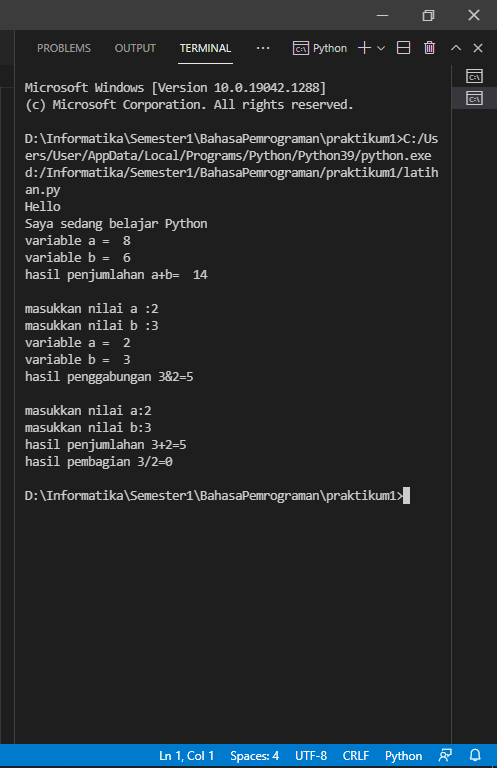 PROBLEMS OUTPUT TERMINAL ··· Python
Microsoft Windows [Version 10.0.19042.1288]
(c) Microsoft Corporation. All rights reserved.
D:\Informatika\Semester1\BahasaPemrograman\praktikum1>C:/Us
ers/User/AppData/Local/Programs/Python/Python39/python.exe
d:/Informatika/Semester1/BahasaPemrograman/praktikum1/latih
an.py
Hello
Saya sedang belajar Python
variable a =  8
variable b =  6
hasil penjumlahan a+b=  14
masukkan nilai a :2
masukkan nilai b :3
variable a =  2
variable b =  3
hasil penggabungan 3&2=5
masukkan nilai a:2
masukkan nilai b:3
hasil penjumlahan 3+2=5
hasil pembagian 3/2=0
D:\Informatika\Semester1\BahasaPemrograman\praktikum1>
Ln 1, Col 1 Spaces: 4 UTF-8 CRLF Python